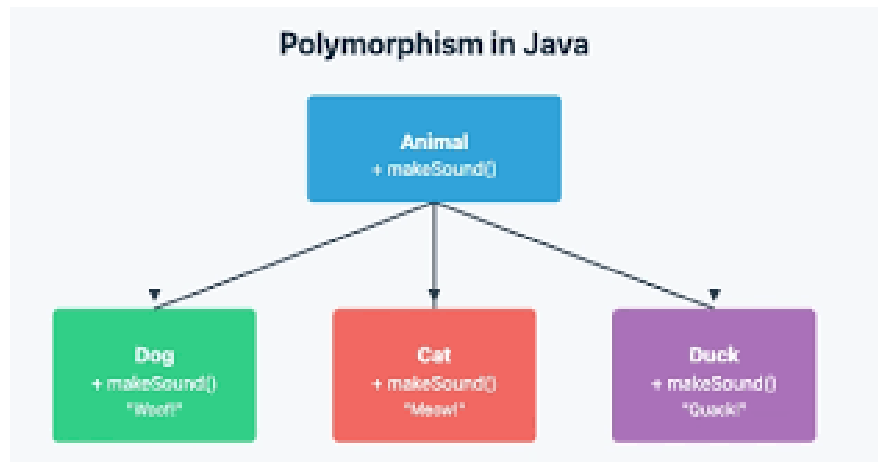 Polymorphism in Java
Animal
+ makeSound()
Dog
+ makeSound()
"Woof!"
Cat
+ makeSound()
"Meow!"
Duck
+ makeSound()
"Quack!"